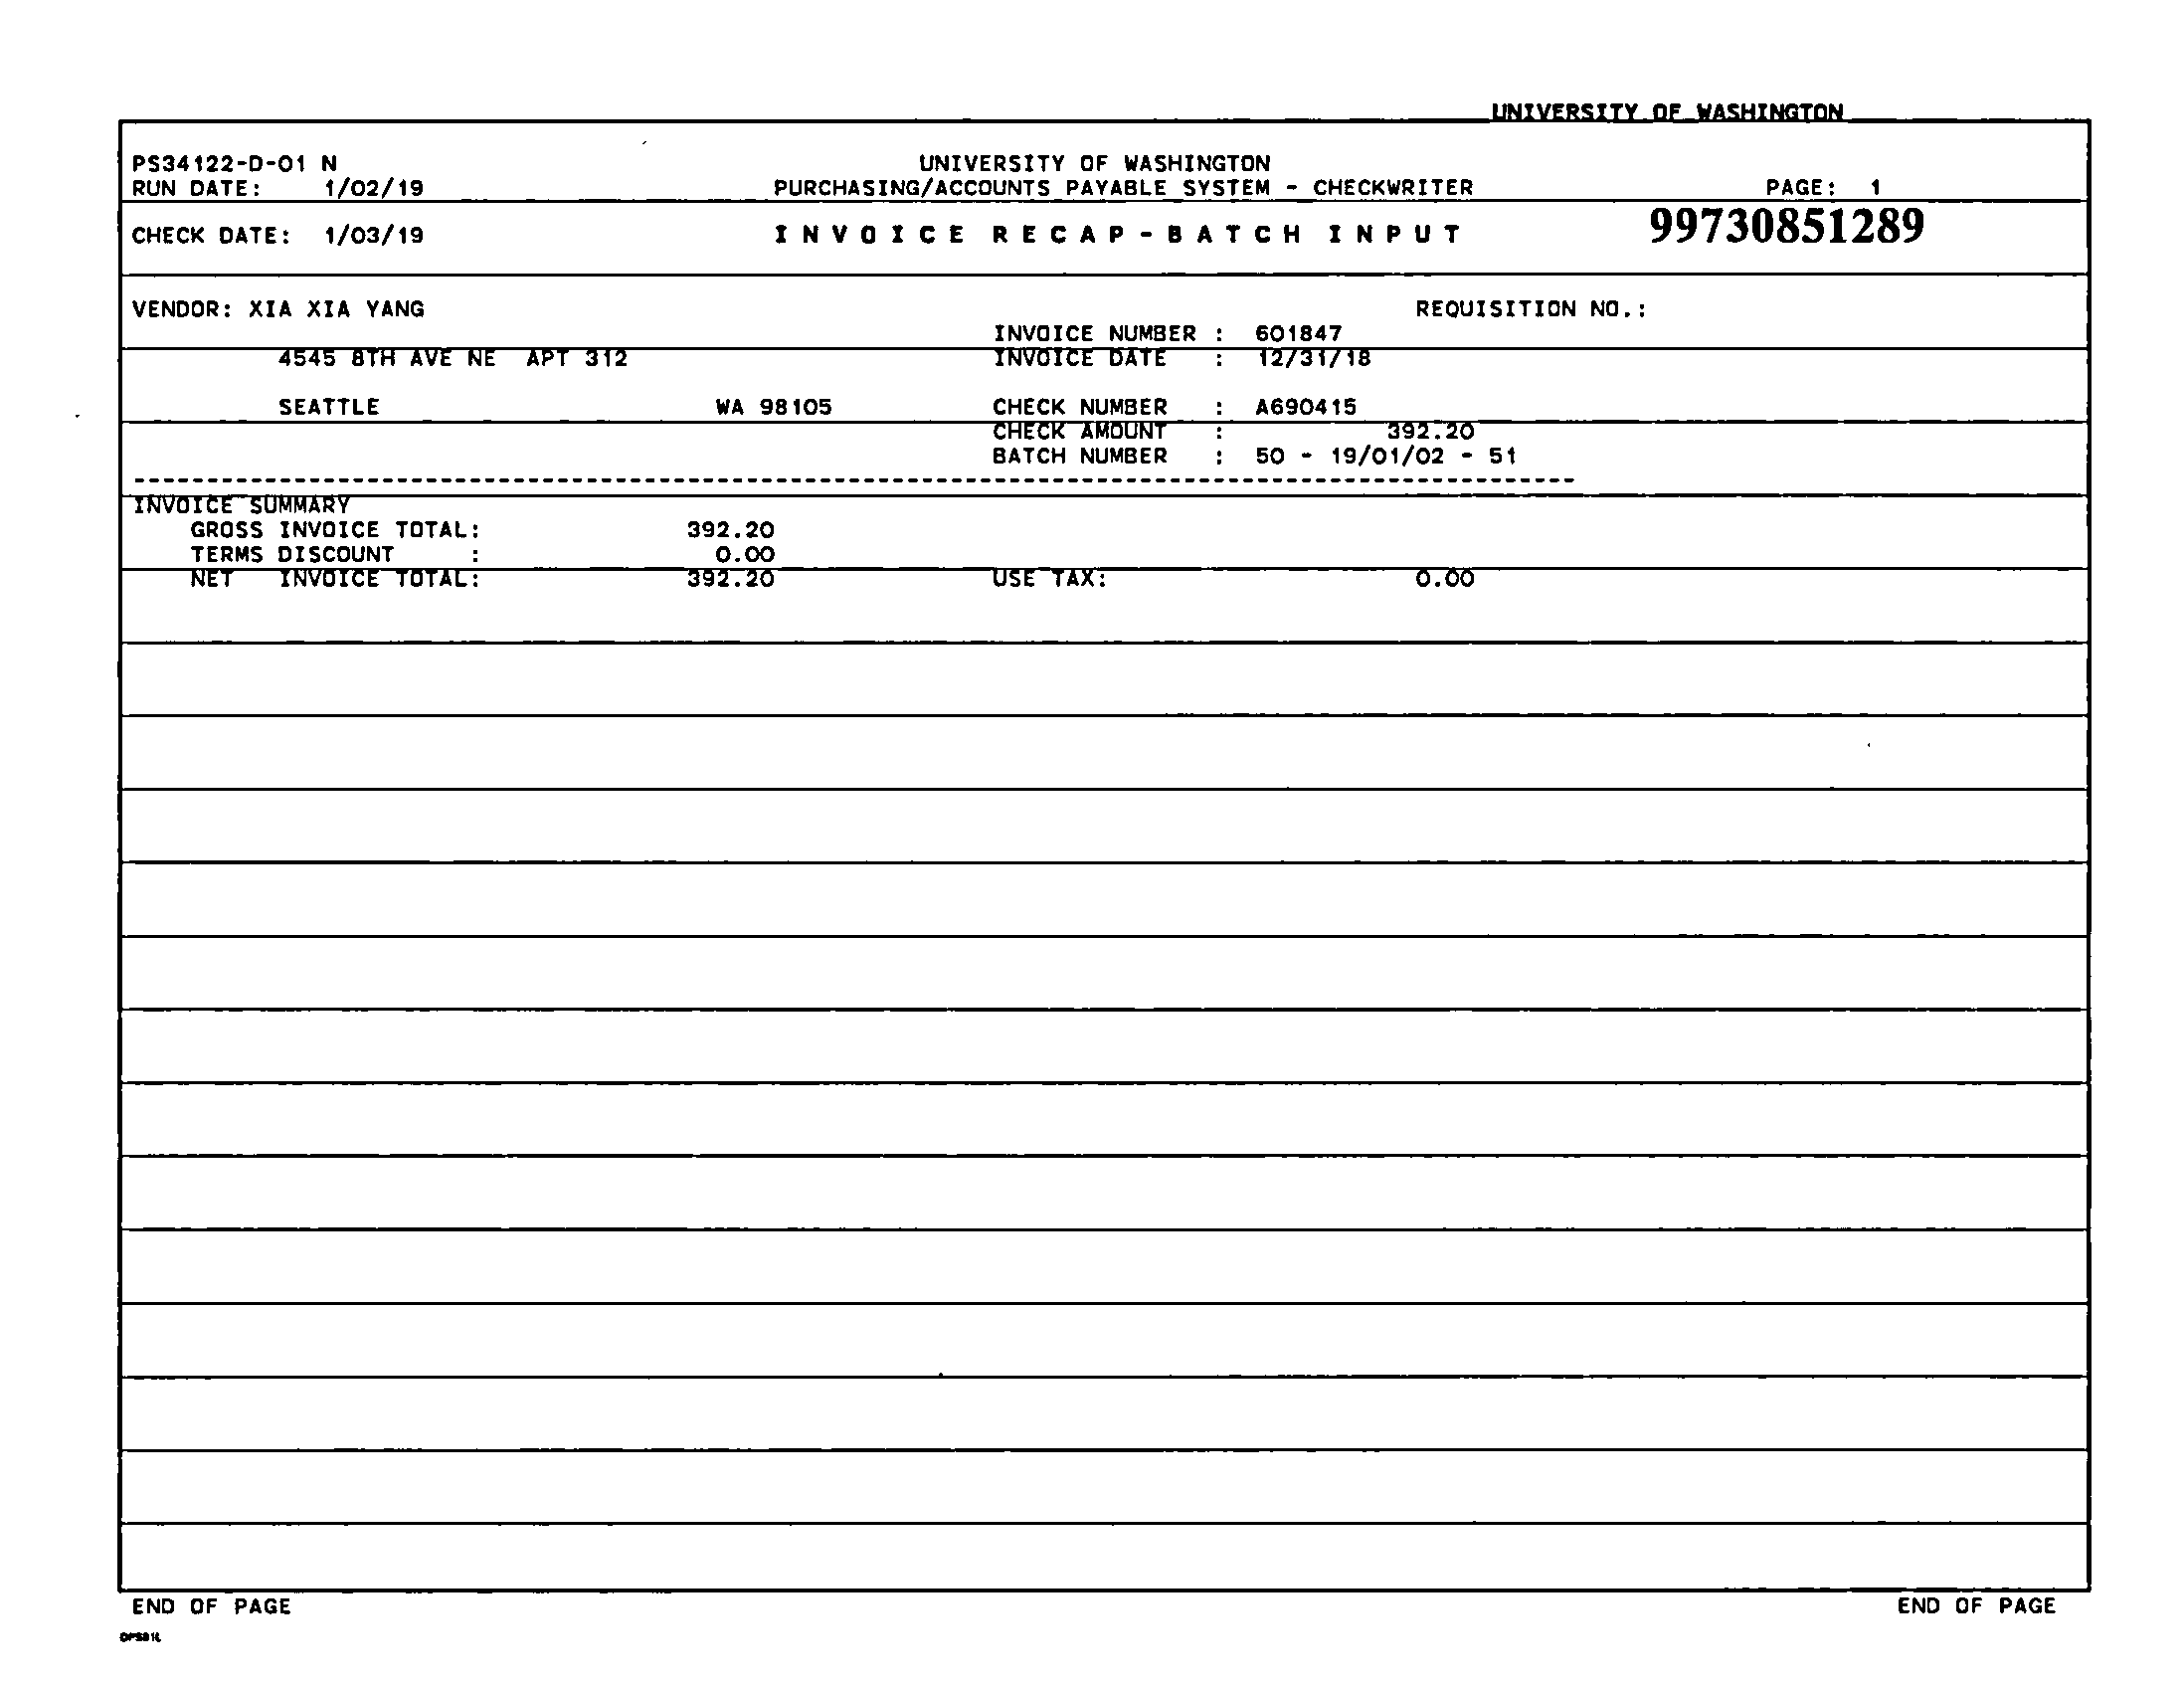 UNIVERSITY OF WASHINGTON
PS34122-D-01 N UNIVERSITY OF WASHINGTON
RUN DATE: 1/02/19 PURCHASING/ACCOUNTS PAYABLE SYSTEM - CHECKWRITER PAGE: 1
CHECK DATE: 1/03/19 INVOICE RECAP-BATCH INPUT 99730851289
VENDOR: XIA XIA YANG REQUISITION NO.:
INVOICE NUMBER : 601847
4545 8TH AVE NE APT 312 INVOICE DATE : 12/31/18
SEATTLE WA 98105 CHECK NUMBER : A690415
CHECK AMOUNT : 392.20
BATCH NUMBER : 50 - 19/01/02 - 51
INVOICE SUMMARY
GROSS INVOICE TOTAL: 392.20
TERMS DISCOUNT : 0.00
NET INVOICE TOTAL: 392.20 USE TAX: 0.00
END OF PAGE END OF PAGE